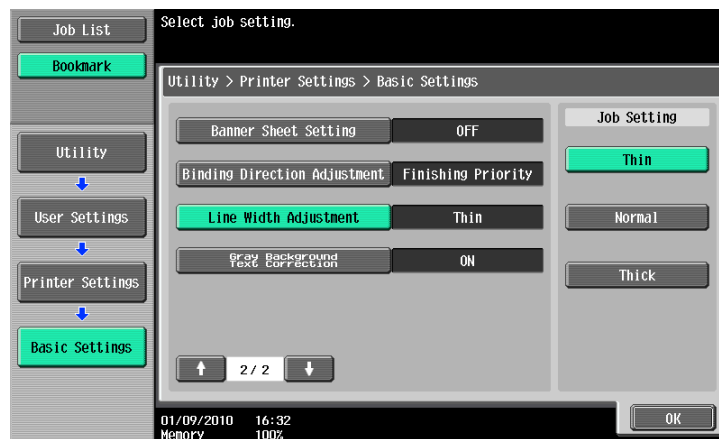 Job List
Bookmark
Utility
User Settings
Printer Settings
Basic Settings
Select job setting.
Utility > Printer Settings > Basic Settings
Banner Sheet Setting OFF
Binding Direction Adjustment Finishing Priority
Line Width Adjustment Thin
Gray Background
Text Correction ON
2/ 2
Job Setting
Thin
Normal
Thick
01/09/2010 16:32
Memory 100%
OK